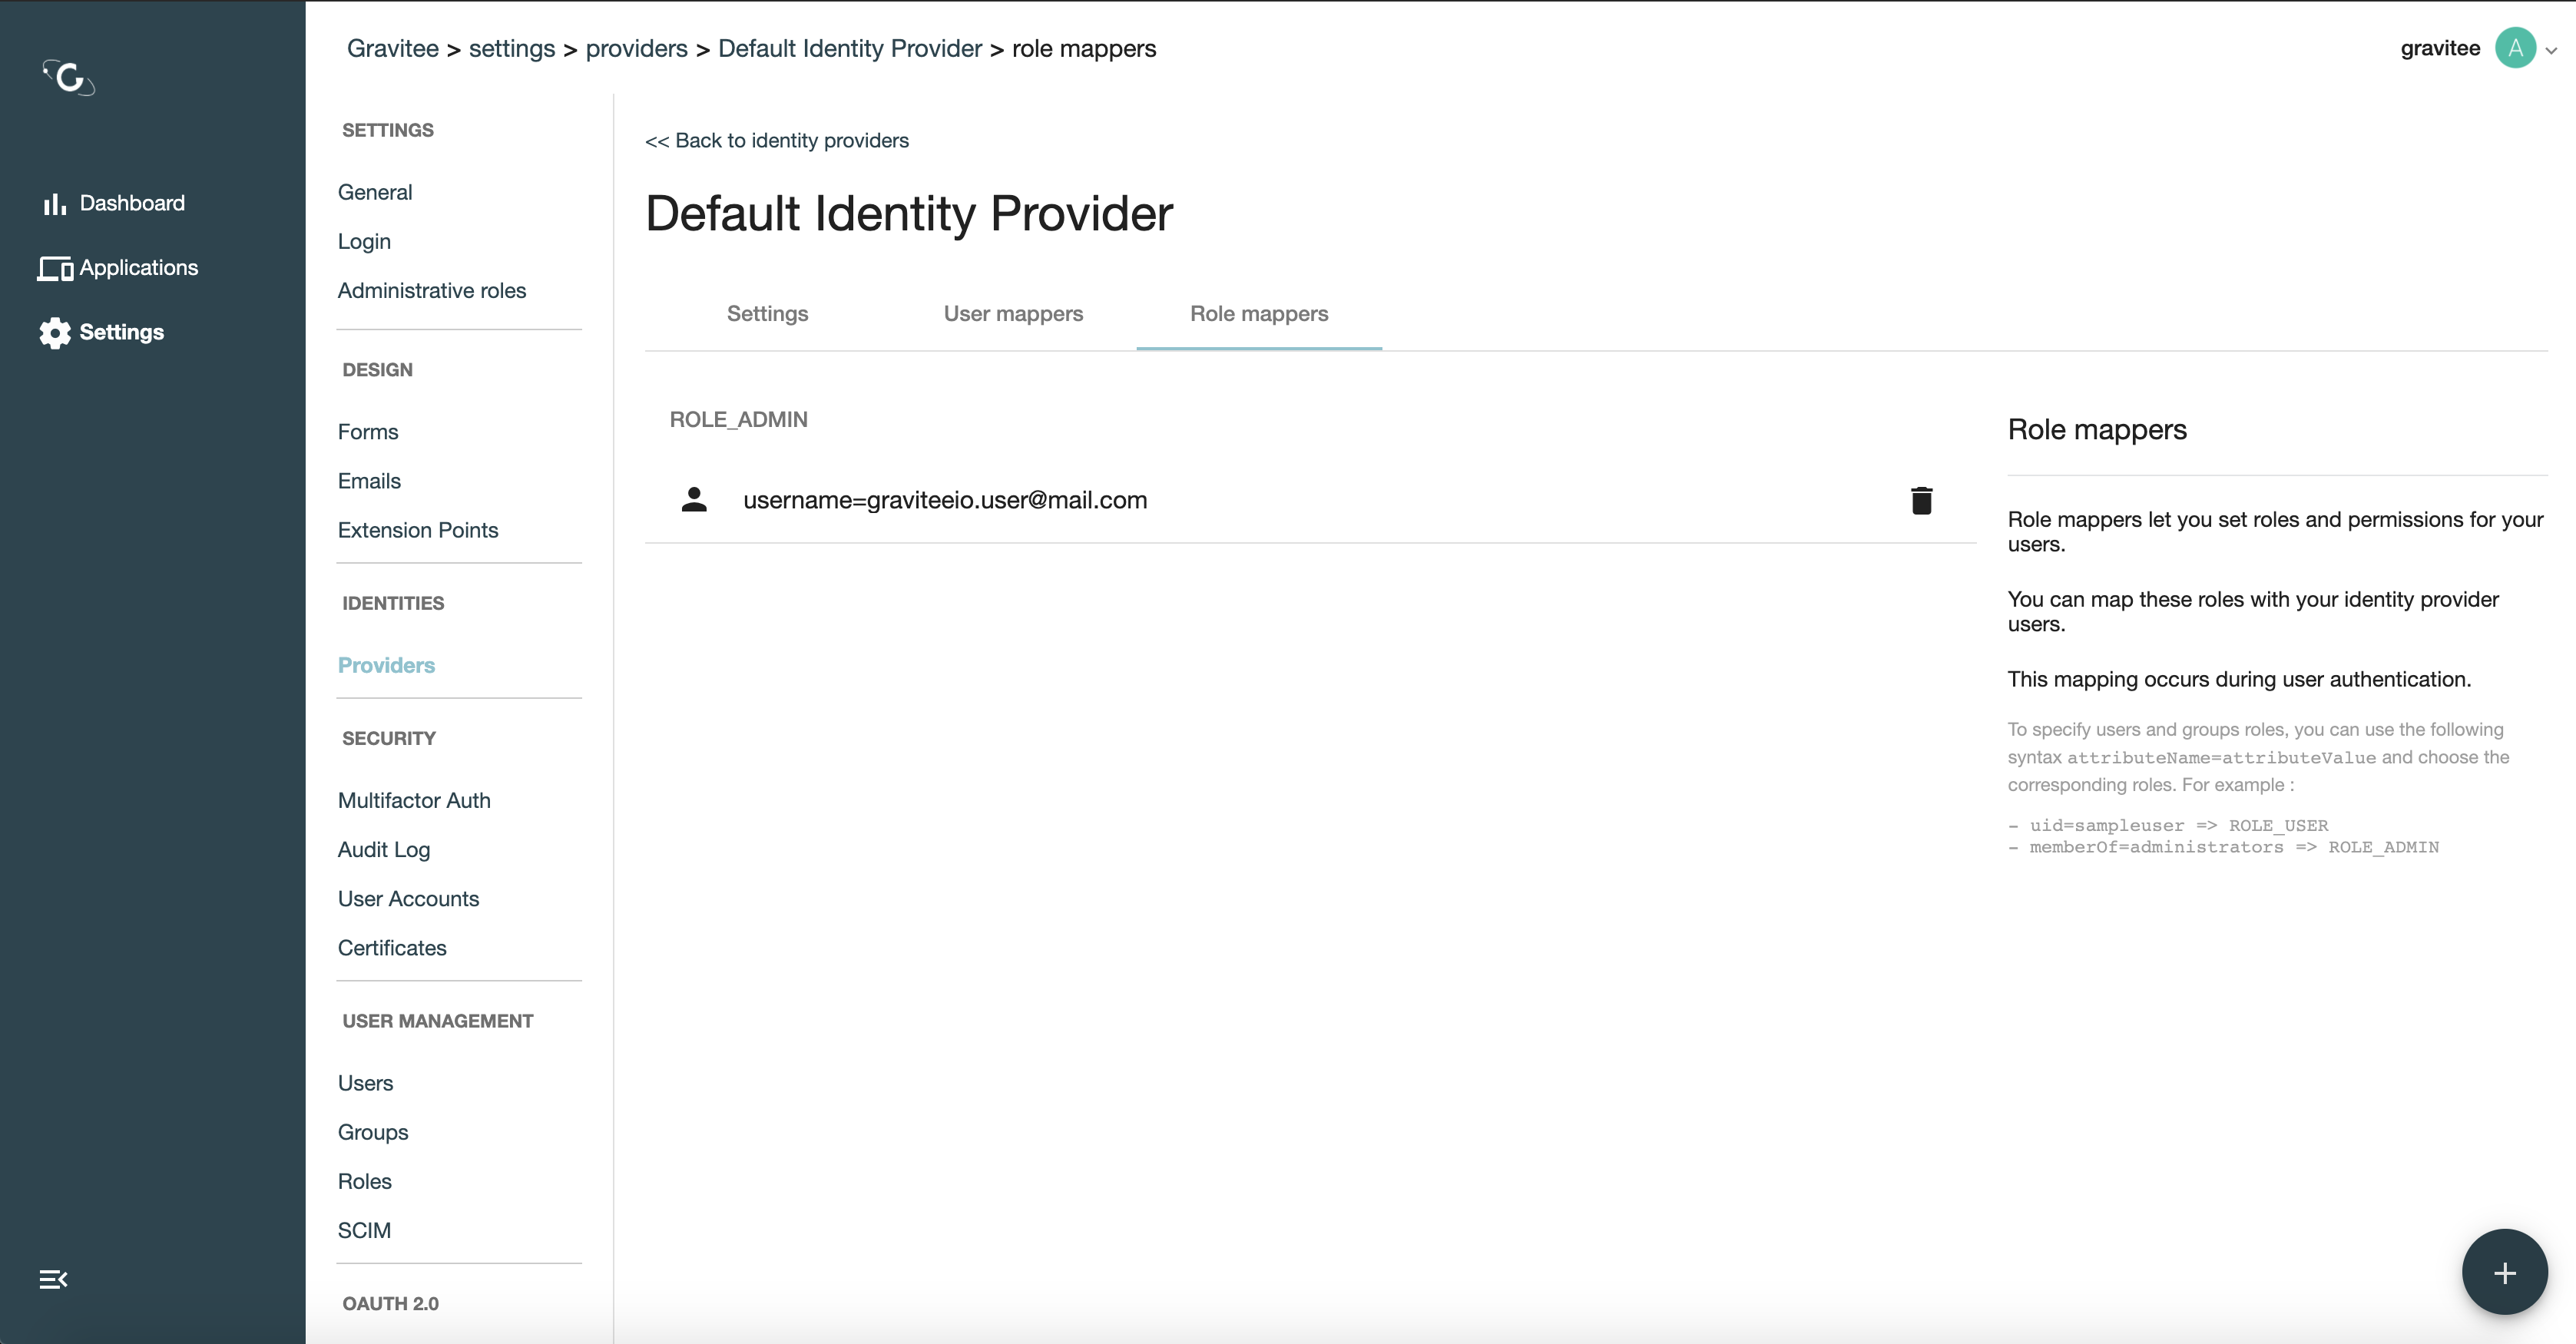 Gravitee > settings > providers > Default Identity Provider > role mappers
gravitee A
Dashboard
Applications
Settings
SETTINGS
General
Login
Administrative roles
DESIGN
Forms
Emails
Extension Points
IDENTITIES
Providers
SECURITY
Multifactor Auth
Audit Log
User Accounts
Certificates
USER MANAGEMENT
Users
Groups
Roles
SCIM
OAUTH 2.0
<< Back to identity providers
Default Identity Provider
Settings User mappers Role mappers
ROLE_ADMIN
username=graviteeio.user@mail.com
Role mappers
Role mappers let you set roles and permissions for your
users.
You can map these roles with your identity provider
users.
This mapping occurs during user authentication.
To specify users and groups roles, you can use the following
syntax attributeName=attributeValue and choose the
corresponding roles. For example :
- uid=sampleuser => ROLE_USER
- memberOf=administrators => ROLE_ADMIN